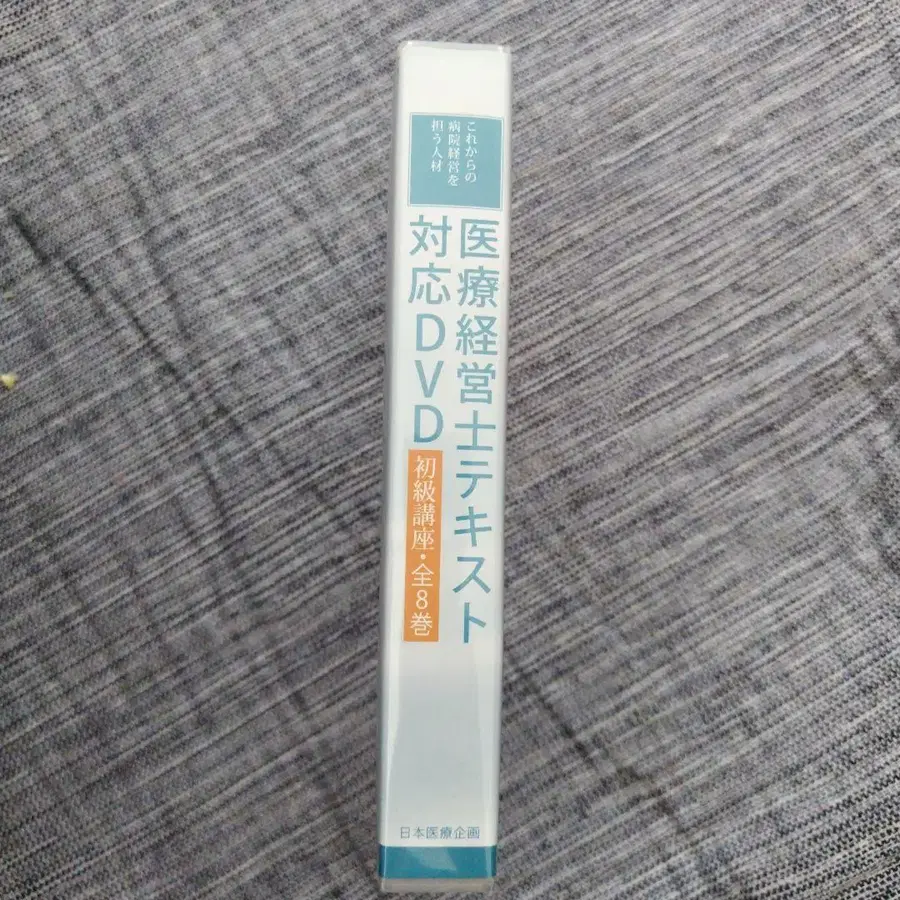 これからの
病院経営を
担う人材
医療経営士テキスト
対応DVD
初級講座・全8巻
日本医療企画